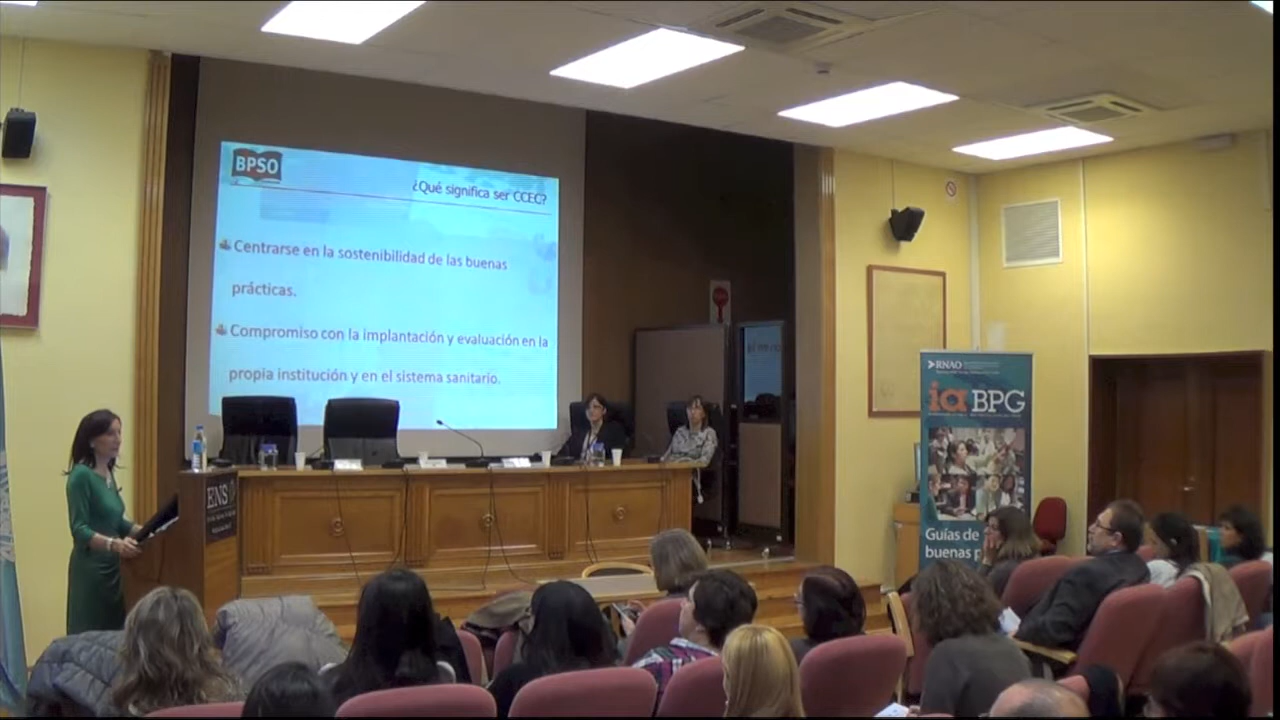 BPSO
¿Qué significa ser CCEC?
Centrarse en la sostenibilidad de las buenas
prácticas.
Compromiso con la implantación y evaluación en la
propia institución y en el sistema sanitario.
ENS
RNAO
ia BPG
Guías de
buenas